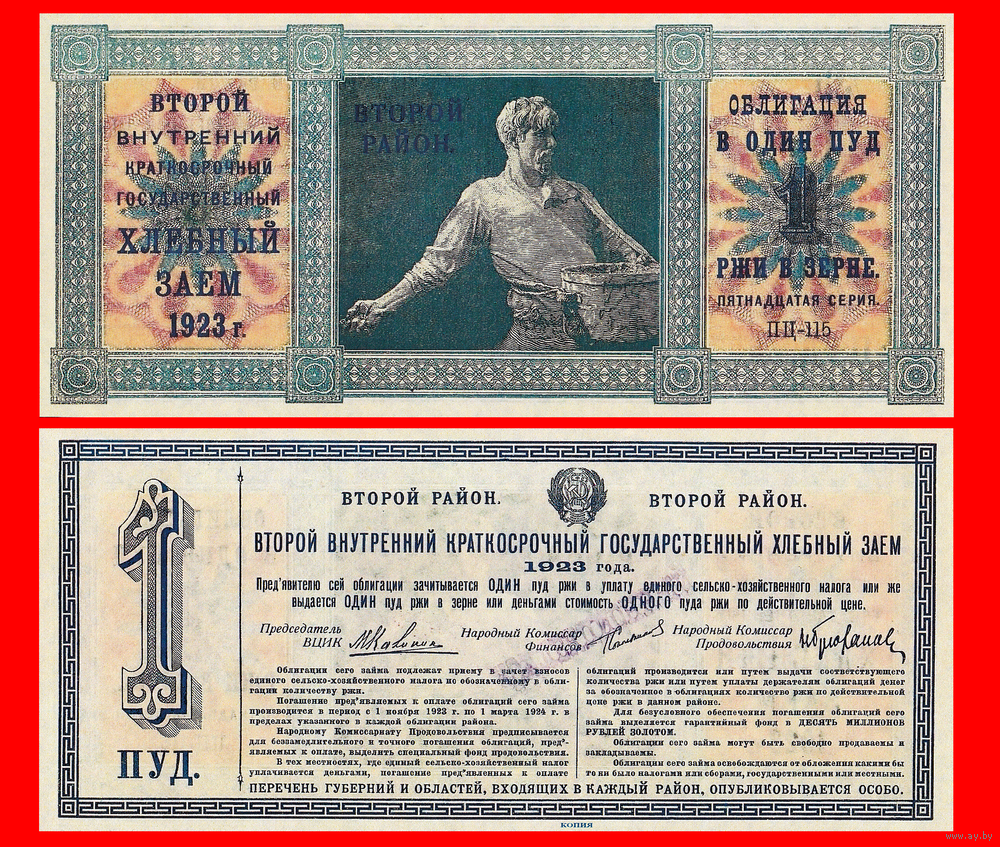 ВТОРОЙ
ВНУТРЕННИЙ
КРАТКОСРОЧНЫЙ
ГОСУДАРСТВЕННЫЙ
ХЛЕБНЫЙ
ЗАЕМ
1923 г.
ВТОРОЙ
РАЙОН.
ОБЛИГАЦИЯ
В ОДИН ПУД
1
РЖИ В ЗЕРНЕ.
ПЯТНАДЦАТАЯ СЕРИЯ.
ПЦ-115
1
ПУД.
ВТОРОЙ РАЙОН. ВТОРОЙ РАЙОН.
ВТОРОЙ ВНУТРЕННИЙ КРАТКОСРОЧНЫЙ ГОСУДАРСТВЕННЫЙ ХЛЕБНЫЙ ЗАЕМ
1923 года.
Пред'явителю сей облигации зачитывается ОДИН пуд ржи в уплату единого сельско-хозяйственного налога или же
выдается ОДИН пуд ржи в зерне или деньгами стоимость ОДНОГО пуда ржи по действительной цене.
Председатель
ВЦИК
Народный Комиссар
Финансов
Народный Комиссар
Продовольствия
Облигации сего займа подлежат приему в зачет взносов
единого сельско-хозяйственного налога по обозначенному в обли-
гации количеству ржи.
Погашение пред'являемых к оплате облигаций сего займа
производится в период с 1 ноября 1923 г. по 1 марта 1924 г. в
пределах указанного в каждой облигации района.
Народному Комиссариату Продовольствия предписывается
для беззамедлительного и точного погашения облигаций, пред'-
являемых к оплате, выделить специальный фонд продовольствия.
В тех местностях, где единый сельско-хозяйственный налог
уплачивается деньгами, погашение пред'явленных к оплате
облигаций производится или путем выдачи соответствующего
количества ржи или путем уплаты держателям облигаций денег
за обозначенное в облигациях количество ржи по действительной
цене ржи в данном районе.
Для безусловного обеспечения погашения облигаций сего
займа выделяется гарантийный фонд в ДЕСЯТЬ МИЛЛИОНОВ
РУБЛЕЙ ЗОЛОТОМ.
Облигации сего займа могут быть свободно продаваемы и
закладываемы.
Облигации сего займа освобождаются от обложения какими бы
то ни было налогами или сборами, государственными или местными.
ПЕРЕЧЕНЬ ГУБЕРНИЙ И ОБЛАСТЕЙ, ВХОДЯЩИХ В КАЖДЫЙ РАЙОН, ОПУБЛИКОВЫВАЕТСЯ ОСОБО.
КОПИЯ
www.ay.by